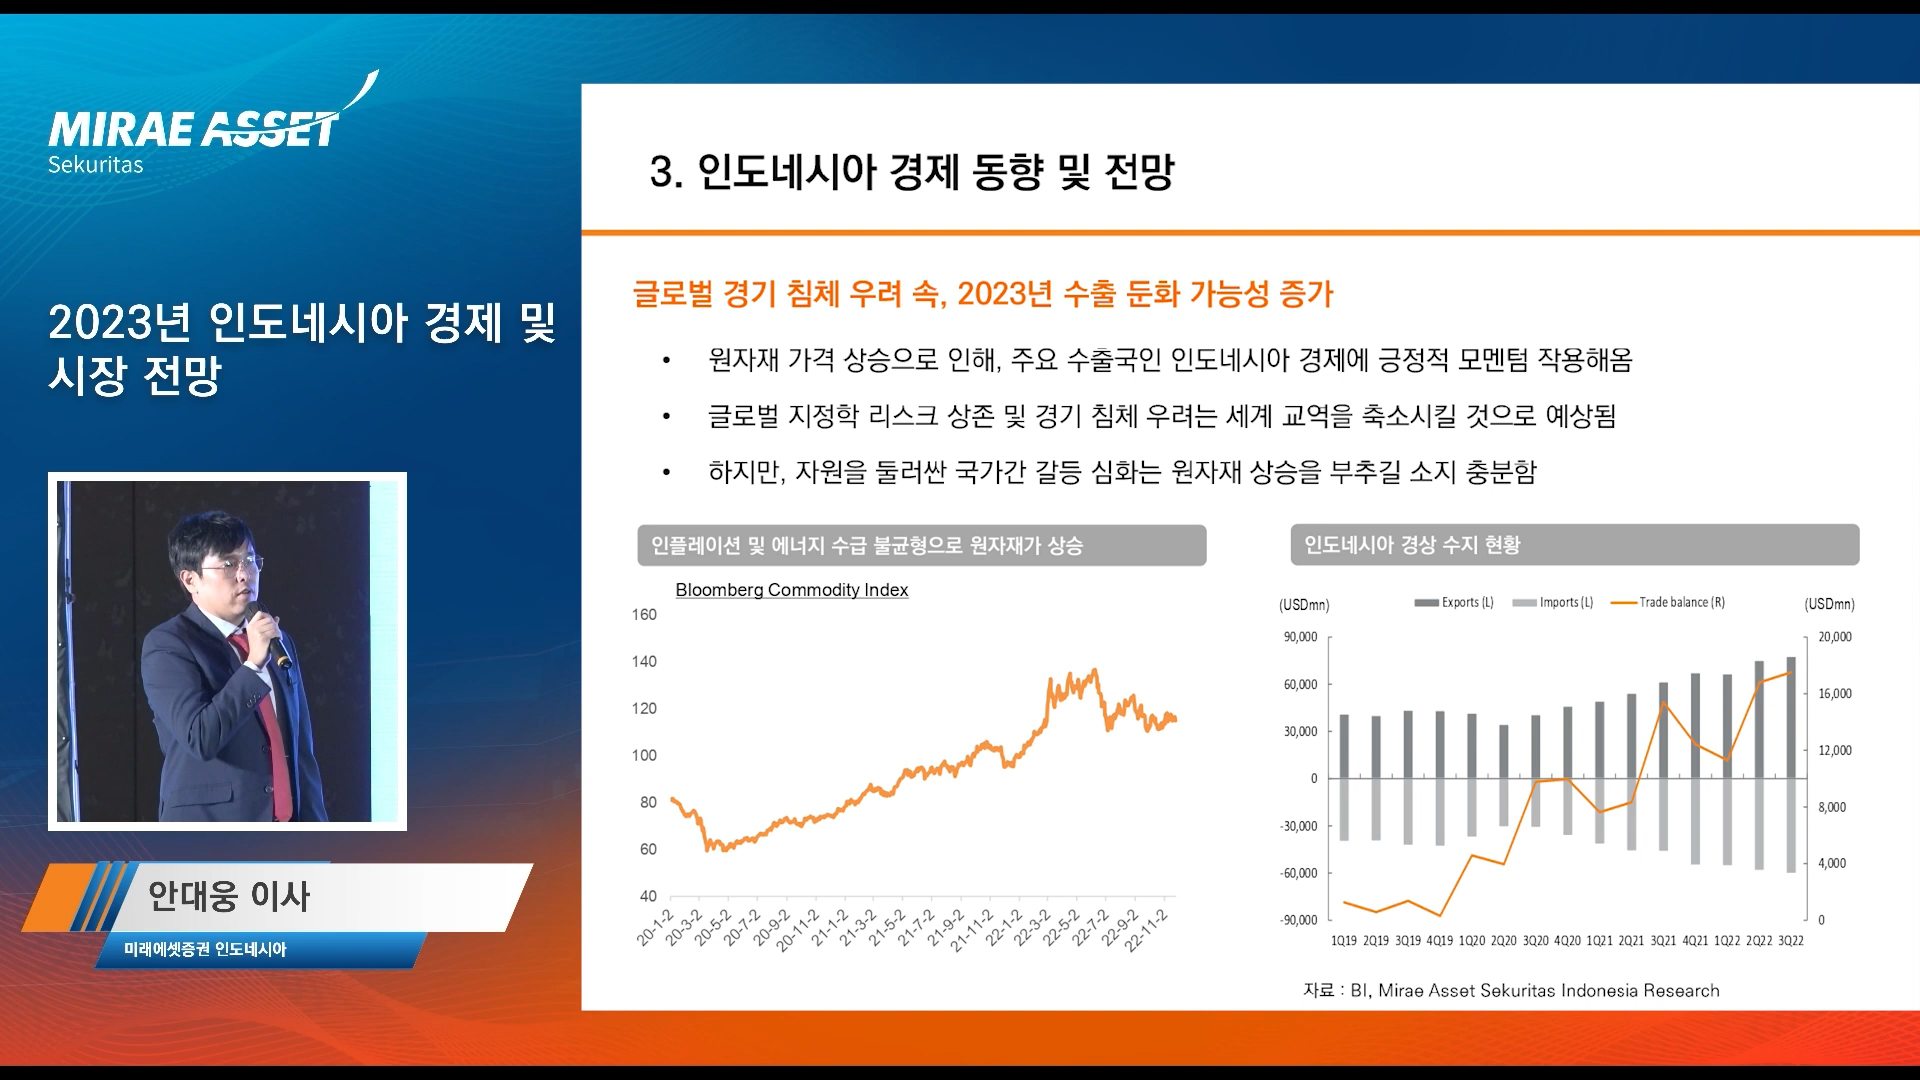 MIRAE ASSET
Sekuritas
2023년 인도네시아 경제 및
시장 전망
안대웅 이사
미래에셋증권 인도네시아
3. 인도네시아 경제 동향 및 전망
글로벌 경기 침체 우려 속, 2023년 수출 둔화 가능성 증가
• 원자재 가격 상승으로 인해, 주요 수출국인 인도네시아 경제에 긍정적 모멘텀 작용해옴
• 글로벌 지정학 리스크 상존 및 경기 침체 우려는 세계 교역을 축소시킬 것으로 예상됨
• 하지만, 자원을 둘러싼 국가간 갈등 심화는 원자재 상승을 부추길 소지 충분함
인플레이션 및 에너지 수급 불균형으로 원자재가 상승
Bloomberg Commodity Index
160
140
120
100
80
60
40
20-1-2 20-3-2 20-5-2 20-7-2 20-9-2 20-11-2 21-1-2 21-3-2 21-5-2 21-7-2 21-9-2 21-11-2 22-1-2 22-3-2 22-5-2 22-7-2 22-9-2 22-11-2
인도네시아 경상 수지 현황
(USDmn) Exports (L) Imports (L) Trade balance (R) (USDmn)
90,000
60,000
30,000
0
-30,000
-60,000
-90,000
20,000
16,000
12,000
8,000
4,000
0
1Q19 2Q19 3Q19 4Q19 1Q20 2Q20 3Q20 4Q20 1Q21 2Q21 3Q21 4Q21 1Q22 2Q22 3Q22
자료 : BI, Mirae Asset Sekuritas Indonesia Research